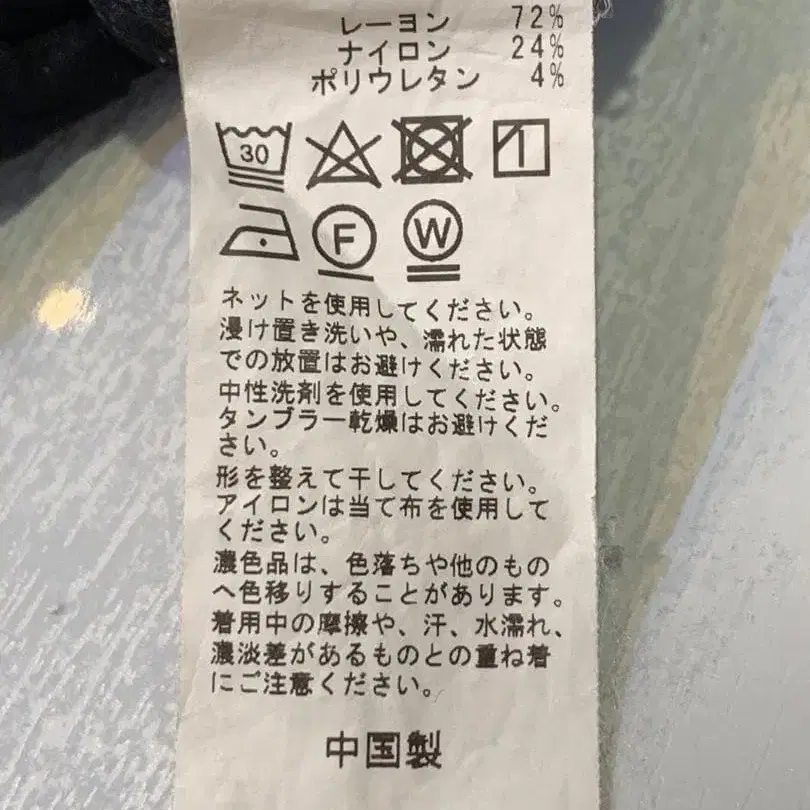 レーヨン 72%
ナイロン 24%
ポリウレタン 4%
30
F W
ネットを使用してください。
浸け置き洗いや、濡れた状態
での放置はお避けください。
中性洗剤を使用してください。
タンブラー乾燥はお避けくだ
さい。
形を整えて干してください。
アイロンは当て布を使用して
ください。
濃色品は、色落ちや他のもの
へ色移りすることがあります。
着用中の摩擦や、汗、水濡れ、
濃淡差があるものとの重ね着
にご注意ください。
中国製